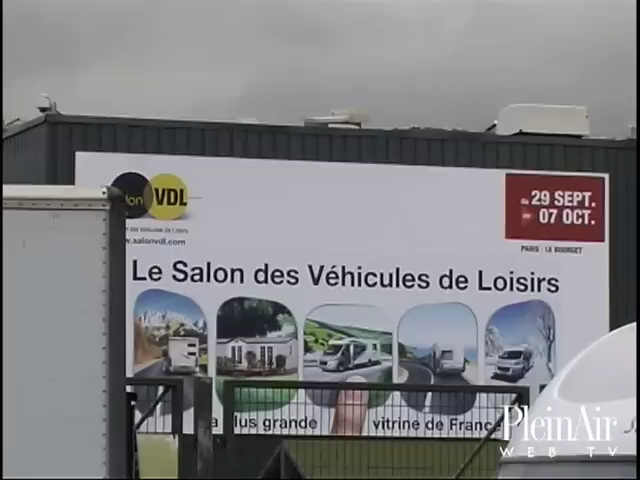 lon VDL
www.salonvdl.com
du 29 SEPT.
au 07 OCT.
PARIS - LE BOURGET
Le Salon des Véhicules de Loisirs
a plus grande vitrine de France
PleinAir
WEB TV